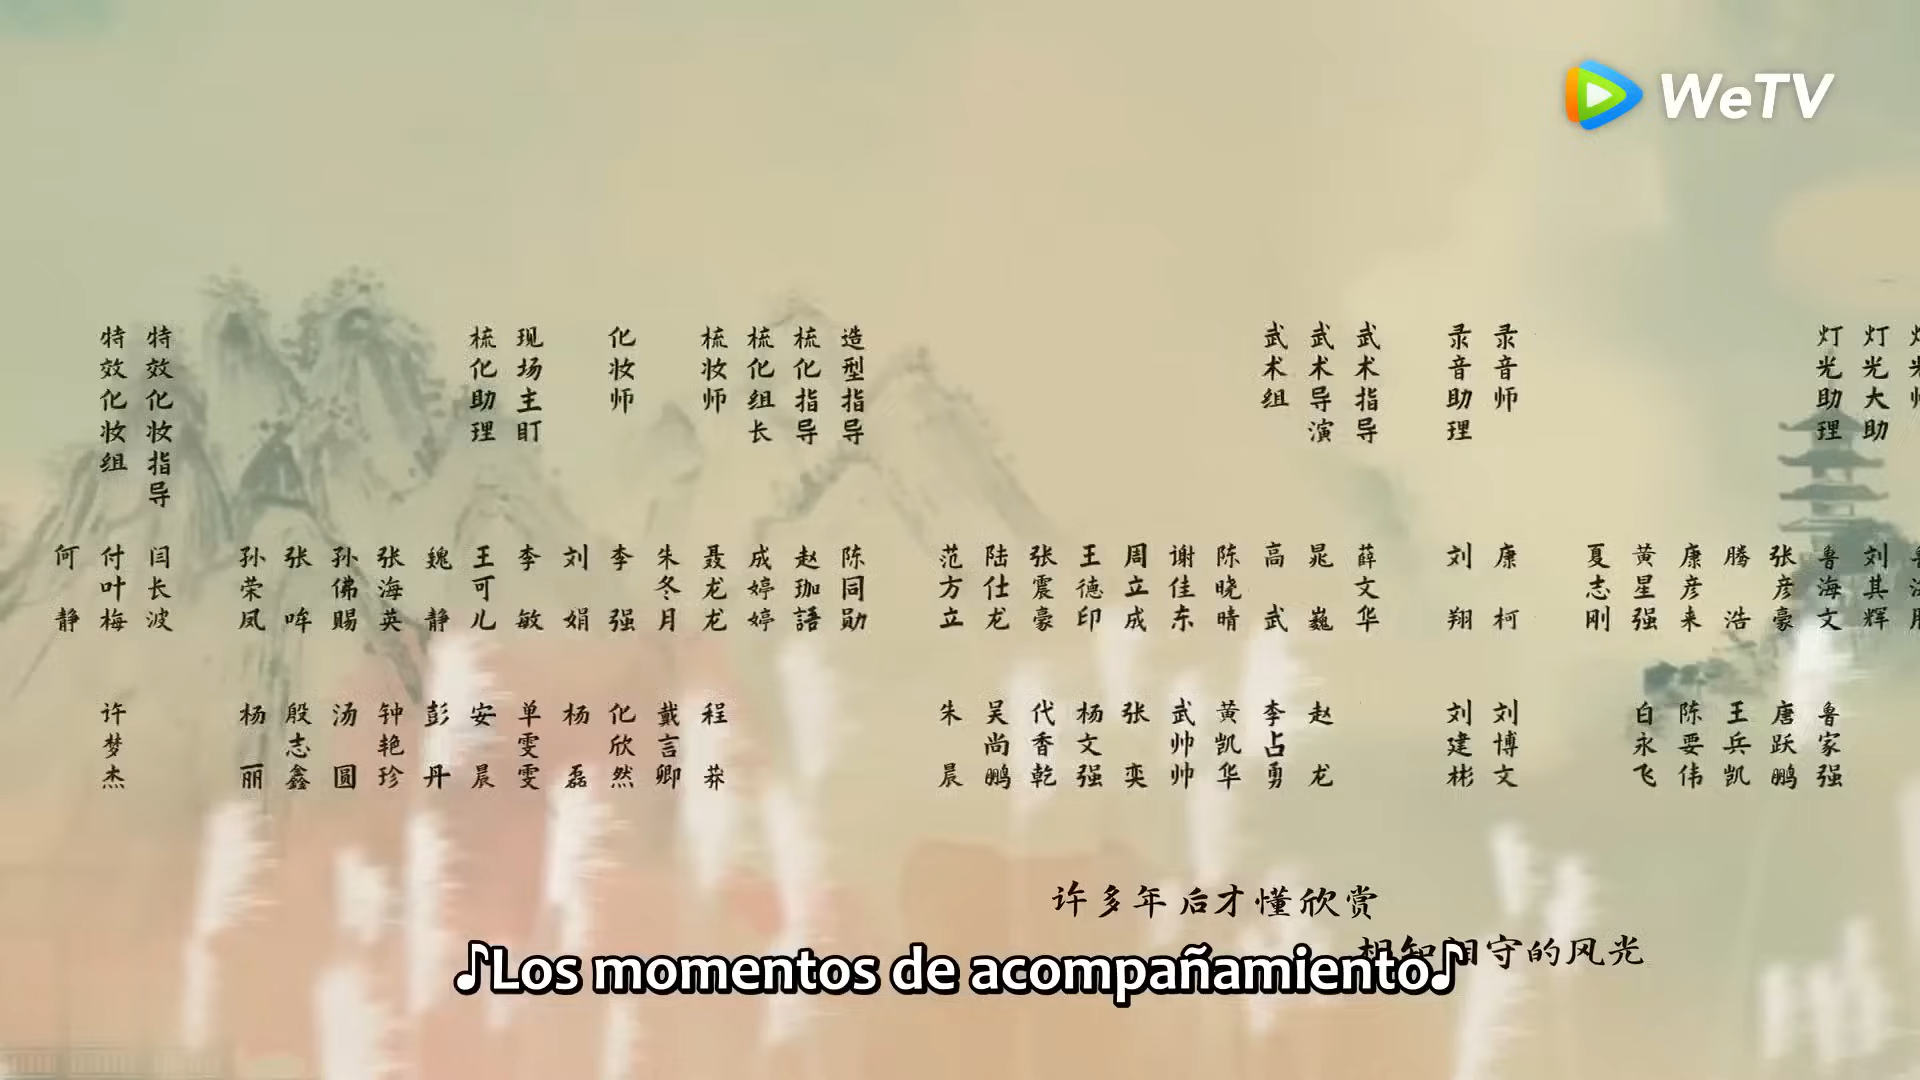 WeTV
灯光大助
灯光助理
录音师
录音助理
武术指导
武术导演
武术组
造型指导
梳化指导
梳化组长
梳妆师
化妆师
现场主盯
梳化助理
特效化妆指导
特效化妆组
刘其辉
鲁海文
张彦豪
腾浩
康彦来
黄星强
夏志刚
康柯
刘翔
薛文华
晁巍
高武
陈晓晴
谢佳东
周立成
王德印
张震豪
陆仕龙
范方立
陈同勋
赵珈語
成婷婷
聂龙龙
朱冬月
李强
刘娟
李敏
王可儿
魏静
张海英
孙佛赐
张哞
孙荣凤
闫长波
付叶梅
何静
鲁家强
唐跃鹏
王兵凯
陈要伟
白永飞
刘博文
刘建彬
赵龙
李占勇
黄凯华
武帅帅
张奕
杨文强
代香乾
吴尚鹏
朱晨
程莽
戴言卿
化欣然
杨磊
单雯雯
安晨
彭丹
钟艳珍
汤圆
殷志鑫
杨丽
许梦杰
许多年后才懂欣赏
相知相守的风光
♪Los momentos de acompañamiento♪